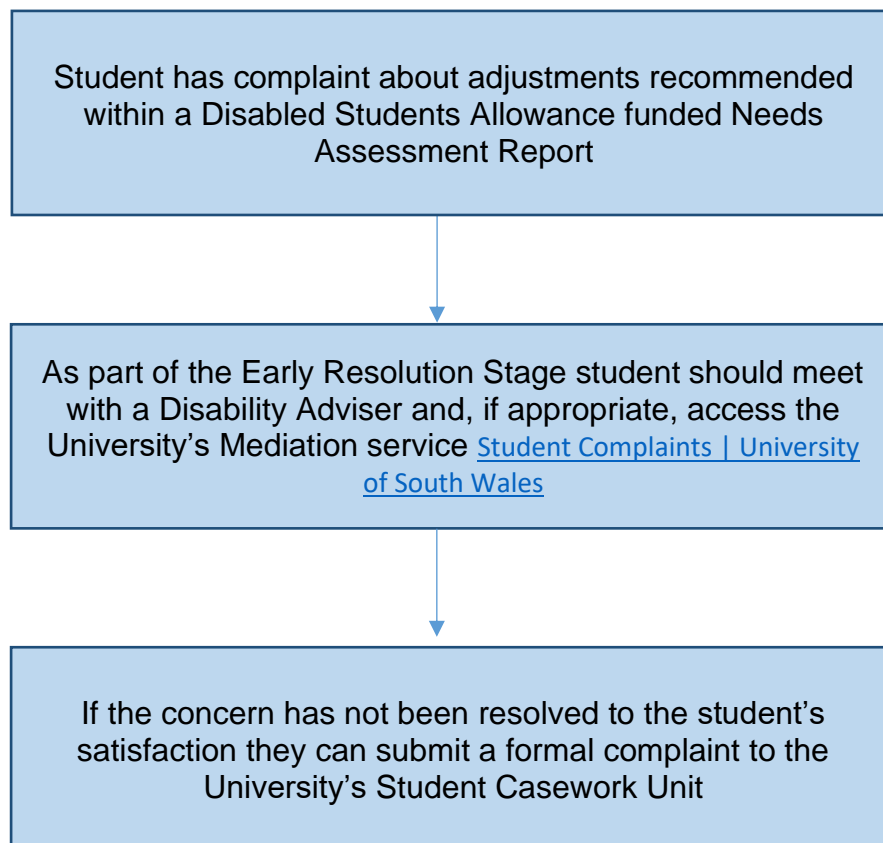 Student has complaint about adjustments recommended
within a Disabled Students Allowance funded Needs
Assessment Report
As part of the Early Resolution Stage student should meet
with a Disability Adviser and, if appropriate, access the
University’s Mediation service Student Complaints | University
of South Wales
If the concern has not been resolved to the student’s
satisfaction they can submit a formal complaint to the
University’s Student Casework Unit